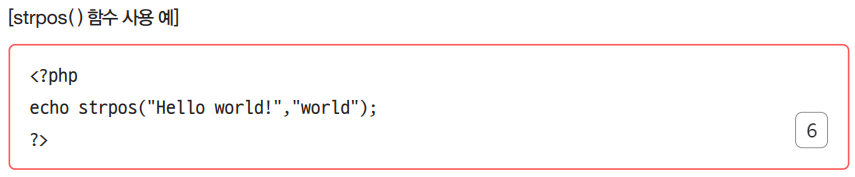 [strpos( ) 함수 사용 예]
<?php
echo strpos("Hello world!","world");
?>
6